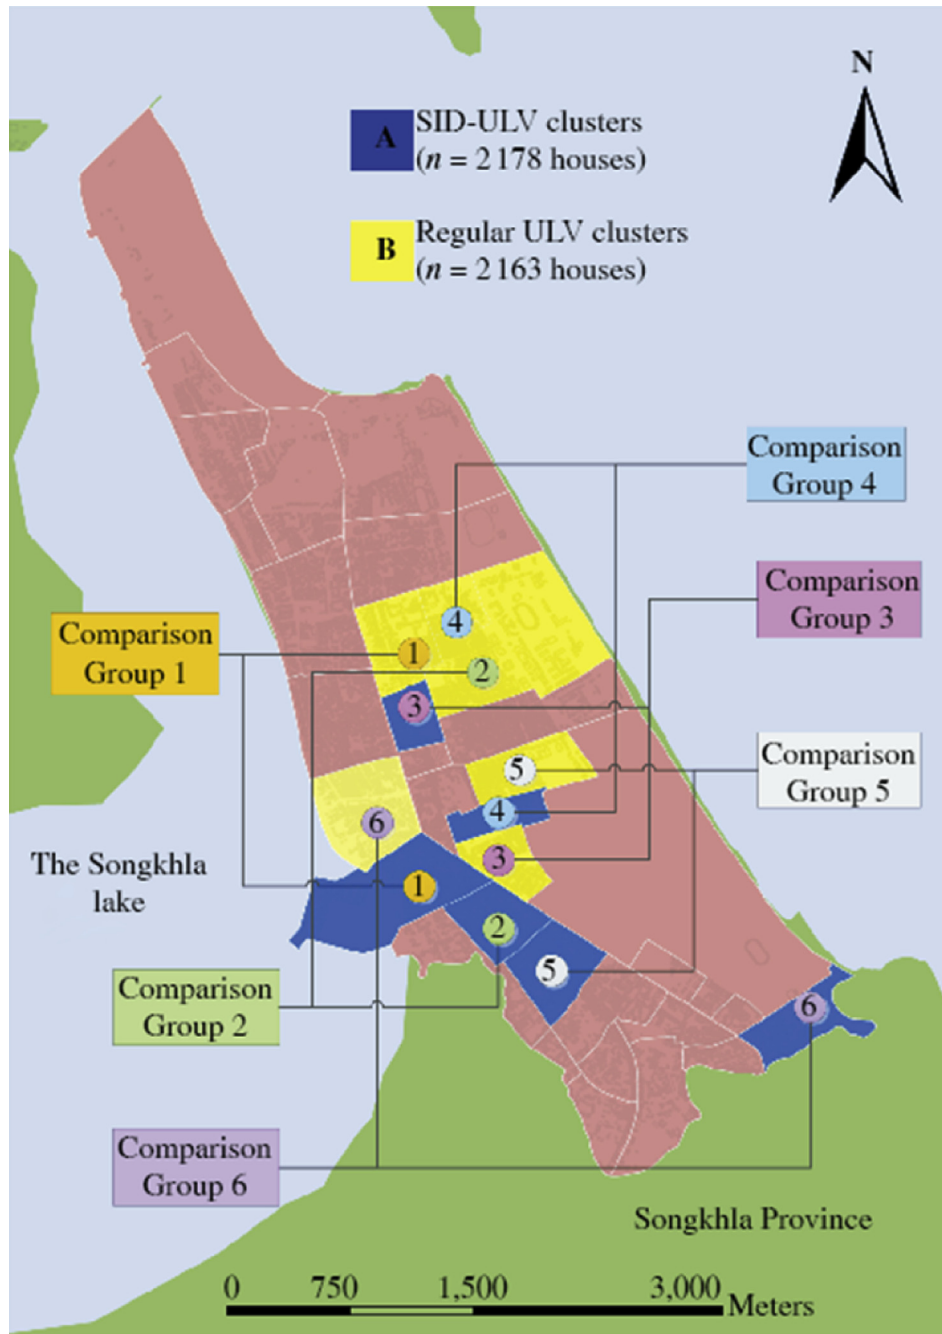 N
A
SID-ULV clusters
(n = 2 178 houses)
B
Regular ULV clusters
(n = 2 163 houses)
Comparison
Group 4
Comparison
Group 3
4
Comparison
Group 1
1
2
3
Comparison
Group 5
5
4
6
The Songkhla
lake
3
1
2
5
Comparison
Group 2
6
Comparison
Group 6
Songkhla Province
0 750 1,500 3,000
Meters